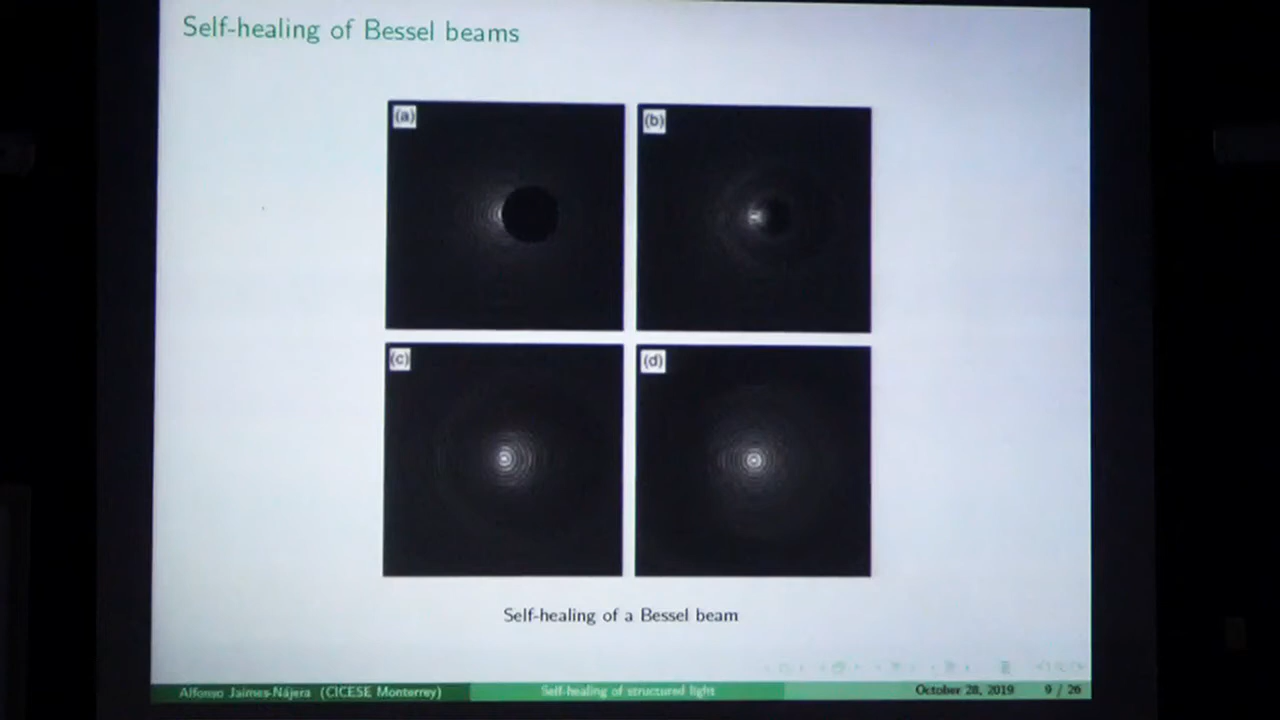 Self-healing of Bessel beams
(a)
(b)
(c)
(d)
Self-healing of a Bessel beam
Alfonso Jaimes-Nájera (CICESE Monterrey)
Self-healing of structured light
October 28, 2019
9 / 26